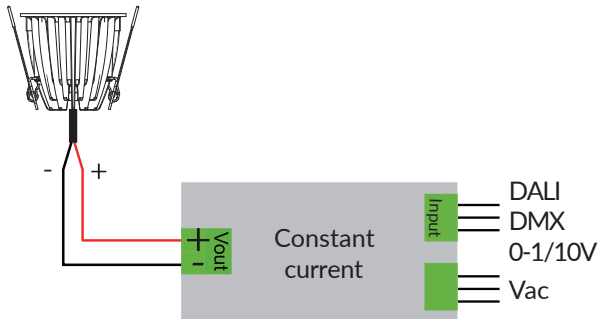 - +
+ Vout
-
Constant
current
Input
DALI
DMX
0-1/10V
Vac